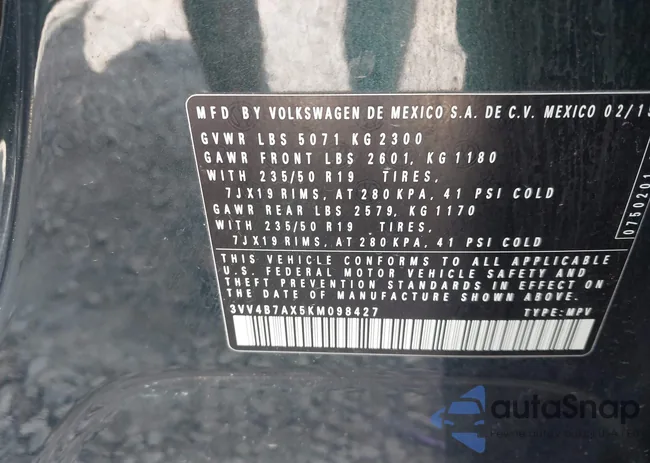 MFD BY VOLKSWAGEN DE MEXICO S.A. DE C.V. MEXICO 02/19
GVWR LBS 5071 KG 2300
GAWR FRONT LBS 2601, KG 1180
WITH 235/50 R19 TIRES,
7JX19 RIMS, AT 280 KPA, 41 PSI COLD
GAWR REAR LBS 2579, KG 1170
WITH 235/50 R19 TIRES,
7JX19 RIMS, AT 280 KPA, 41 PSI COLD
0750201
THIS VEHICLE CONFORMS TO ALL APPLICABLE
U.S. FEDERAL MOTOR VEHICLE SAFETY AND
THEFT PREVENTION STANDARDS IN EFFECT ON
THE DATE OF MANUFACTURE SHOWN ABOVE
3VV4B7AX5KM098427 TYPE: MPV
autoSnap